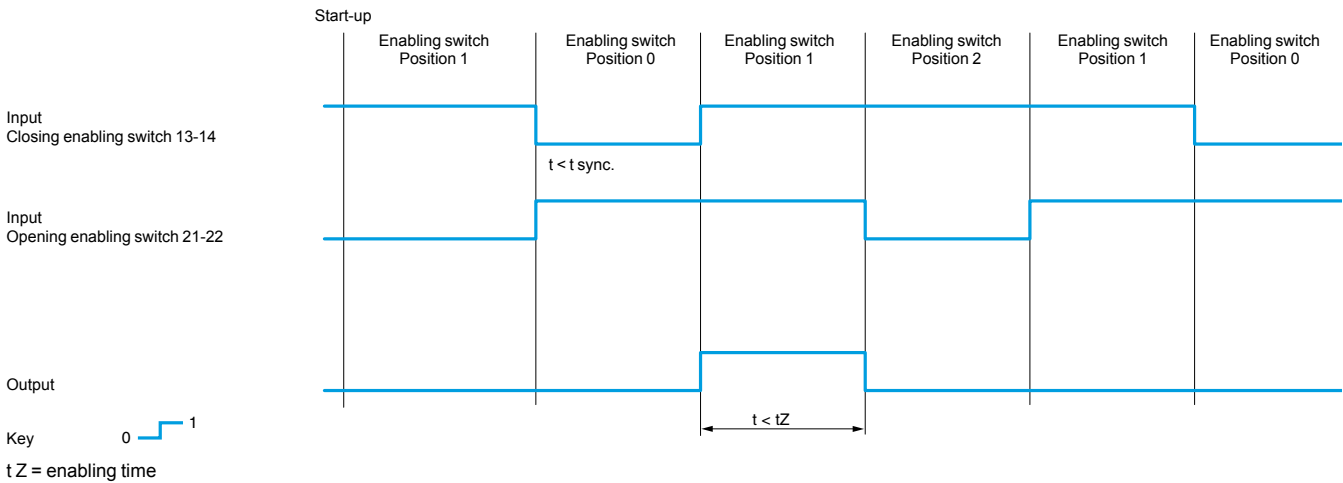 Start-up
Enabling switch
Position 1
Enabling switch
Position 0
Enabling switch
Position 1
Enabling switch
Position 2
Enabling switch
Position 1
Enabling switch
Position 0
Input
Closing enabling switch 13-14
t < t sync.
Input
Opening enabling switch 21-22
Output
t < tZ
Key 0 1
t Z = enabling time